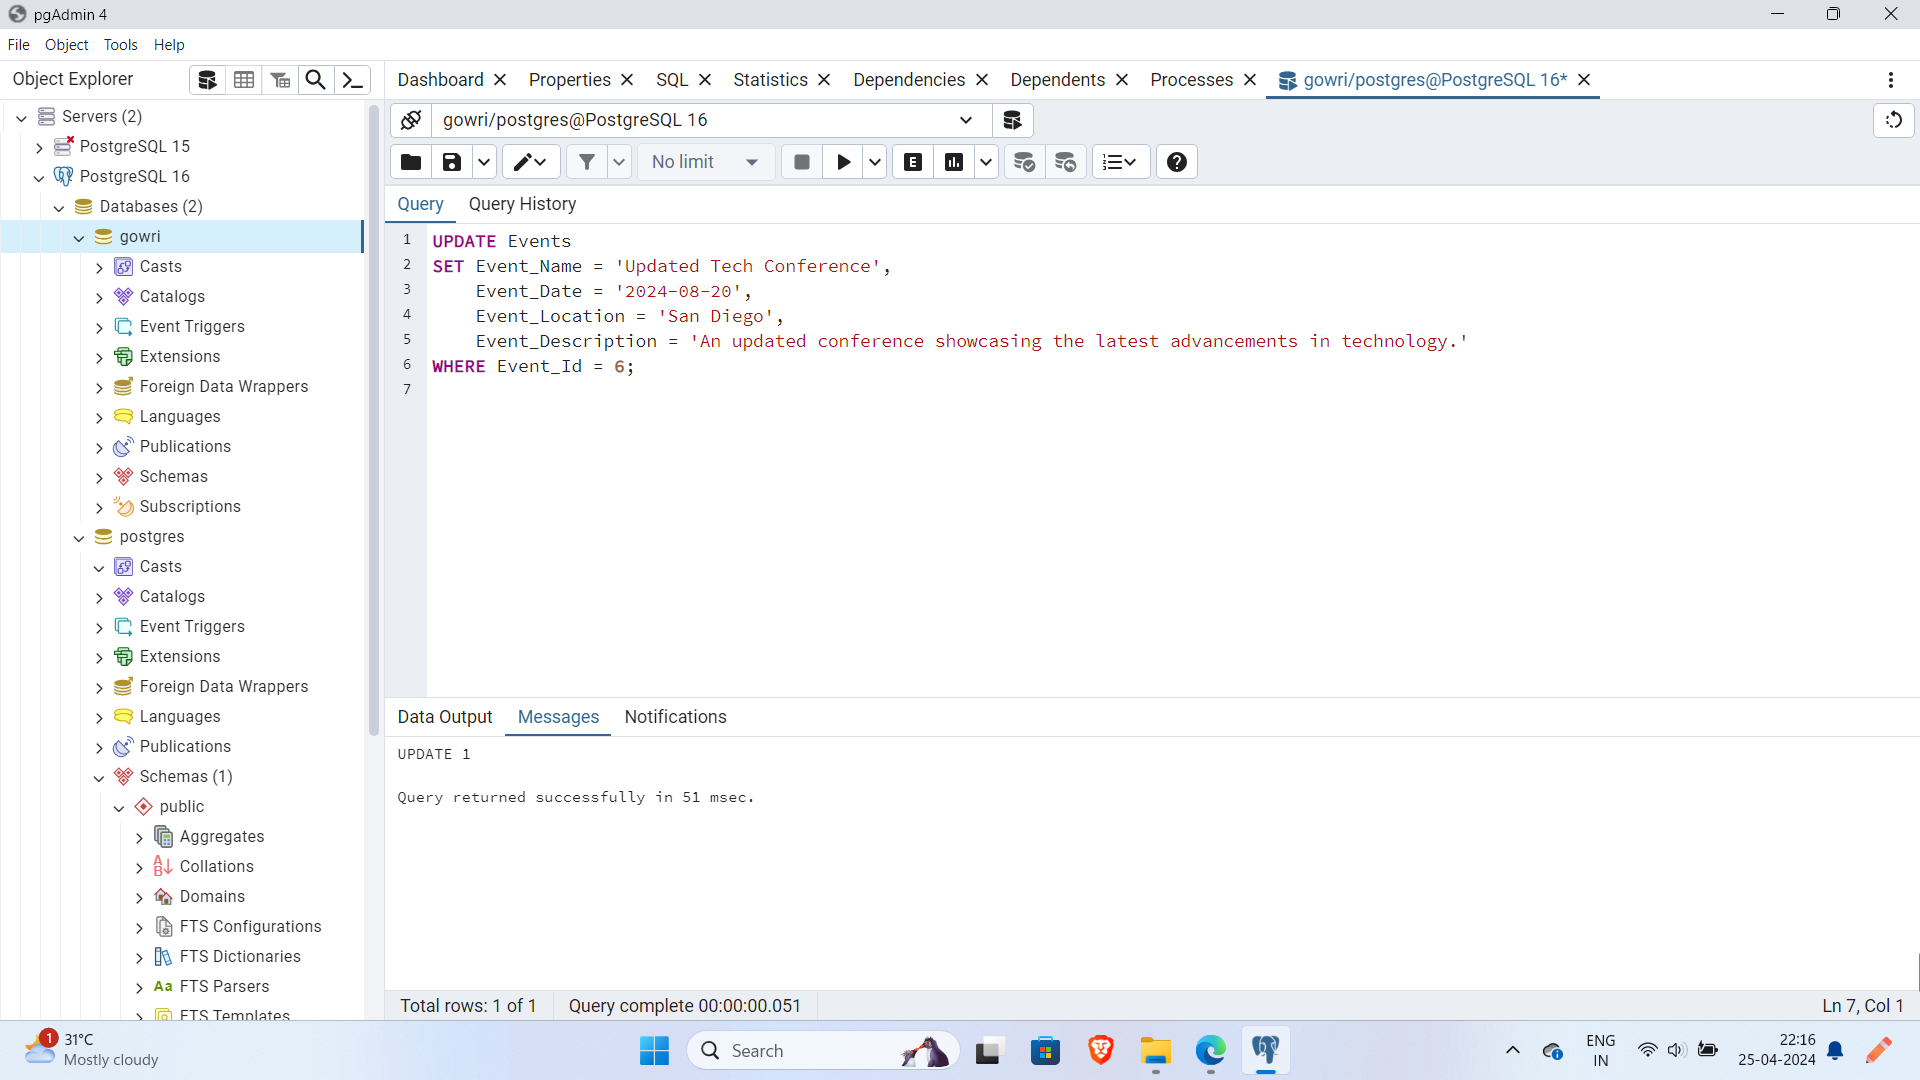 pgAdmin 4
File Object Tools Help
Object Explorer
Dashboard Properties SQL Statistics Dependencies Dependents Processes gowri/postgres@PostgreSQL 16*
Servers (2)
PostgreSQL 15
PostgreSQL 16
Databases (2)
gowri
Casts
Catalogs
Event Triggers
Extensions
Foreign Data Wrappers
Languages
Publications
Schemas
Subscriptions
postgres
Casts
Catalogs
Event Triggers
Extensions
Foreign Data Wrappers
Languages
Publications
Schemas (1)
public
Aggregates
Collations
Domains
FTS Configurations
FTS Dictionaries
Aa FTS Parsers
FTS Templates
gowri/postgres@PostgreSQL 16
No limit E
Query Query History
1 UPDATE Events
2 SET Event_Name = 'Updated Tech Conference',
3 Event_Date = '2024-08-20',
4 Event_Location = 'San Diego',
5 Event_Description = 'An updated conference showcasing the latest advancements in technology.'
6 WHERE Event_Id = 6;
7
Data Output Messages Notifications
UPDATE 1
Query returned successfully in 51 msec.
Total rows: 1 of 1 Query complete 00:00:00.051 Ln 7, Col 1
1 31°C
Mostly cloudy
Search
ENG
IN
22:16
25-04-2024